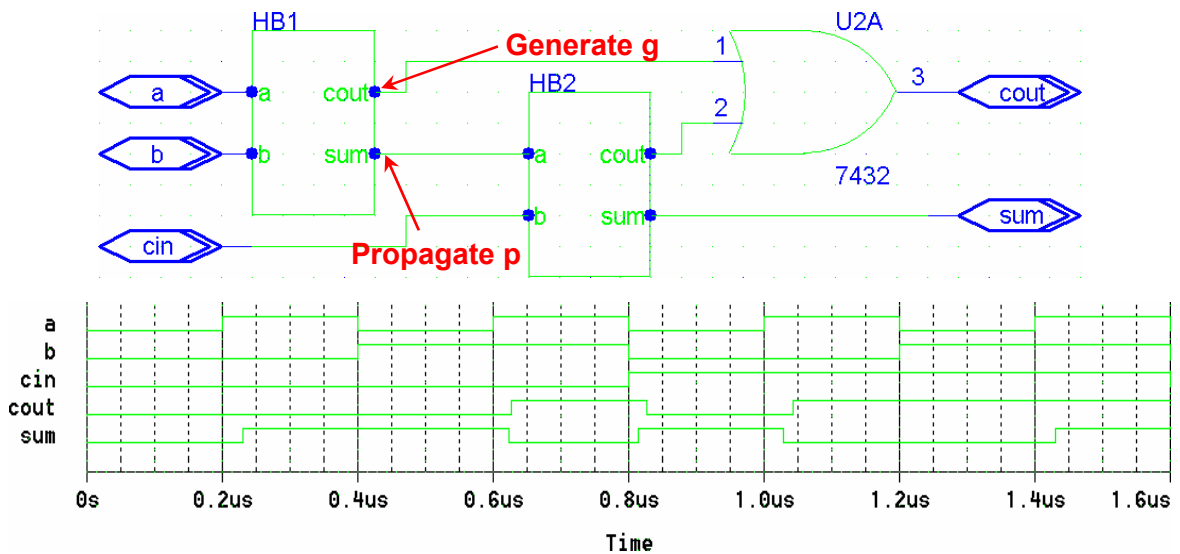 HB1
U2A
Generate g
1
HB2
3
a
a
cout
cout
2
b
b
sum
a
cout
7432
b
sum
sum
cin
Propagate p
a
b
cin
cout
sum
0s 0.2us 0.4us 0.6us 0.8us 1.0us 1.2us 1.4us 1.6us
Time